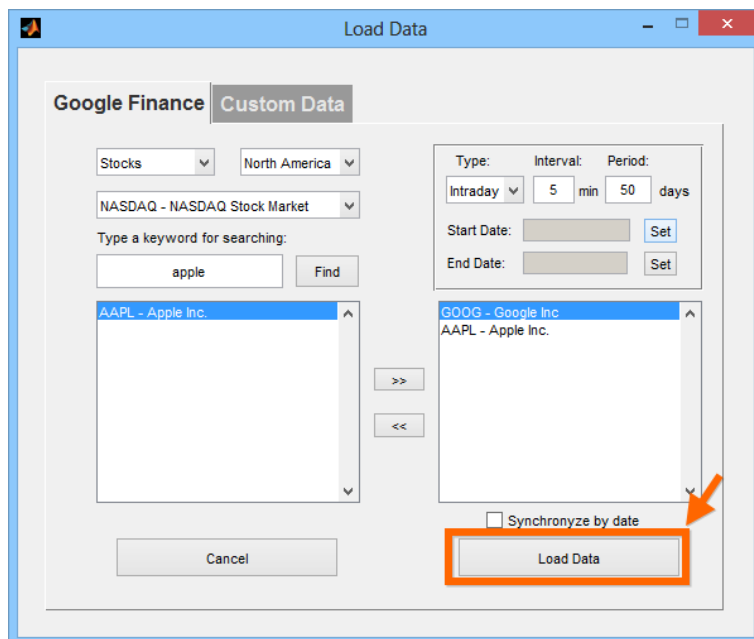 Load Data
Google Finance
Custom Data
Stocks
North America
NASDAQ - NASDAQ Stock Market
Type a keyword for searching:
apple
Find
AAPL - Apple Inc.
>>
<<
Type:
Interval:
Period:
Intraday
5
min
50
days
Start Date:
Set
End Date:
Set
GOOG - Google Inc
AAPL - Apple Inc.
Synchronyze by date
Cancel
Load Data